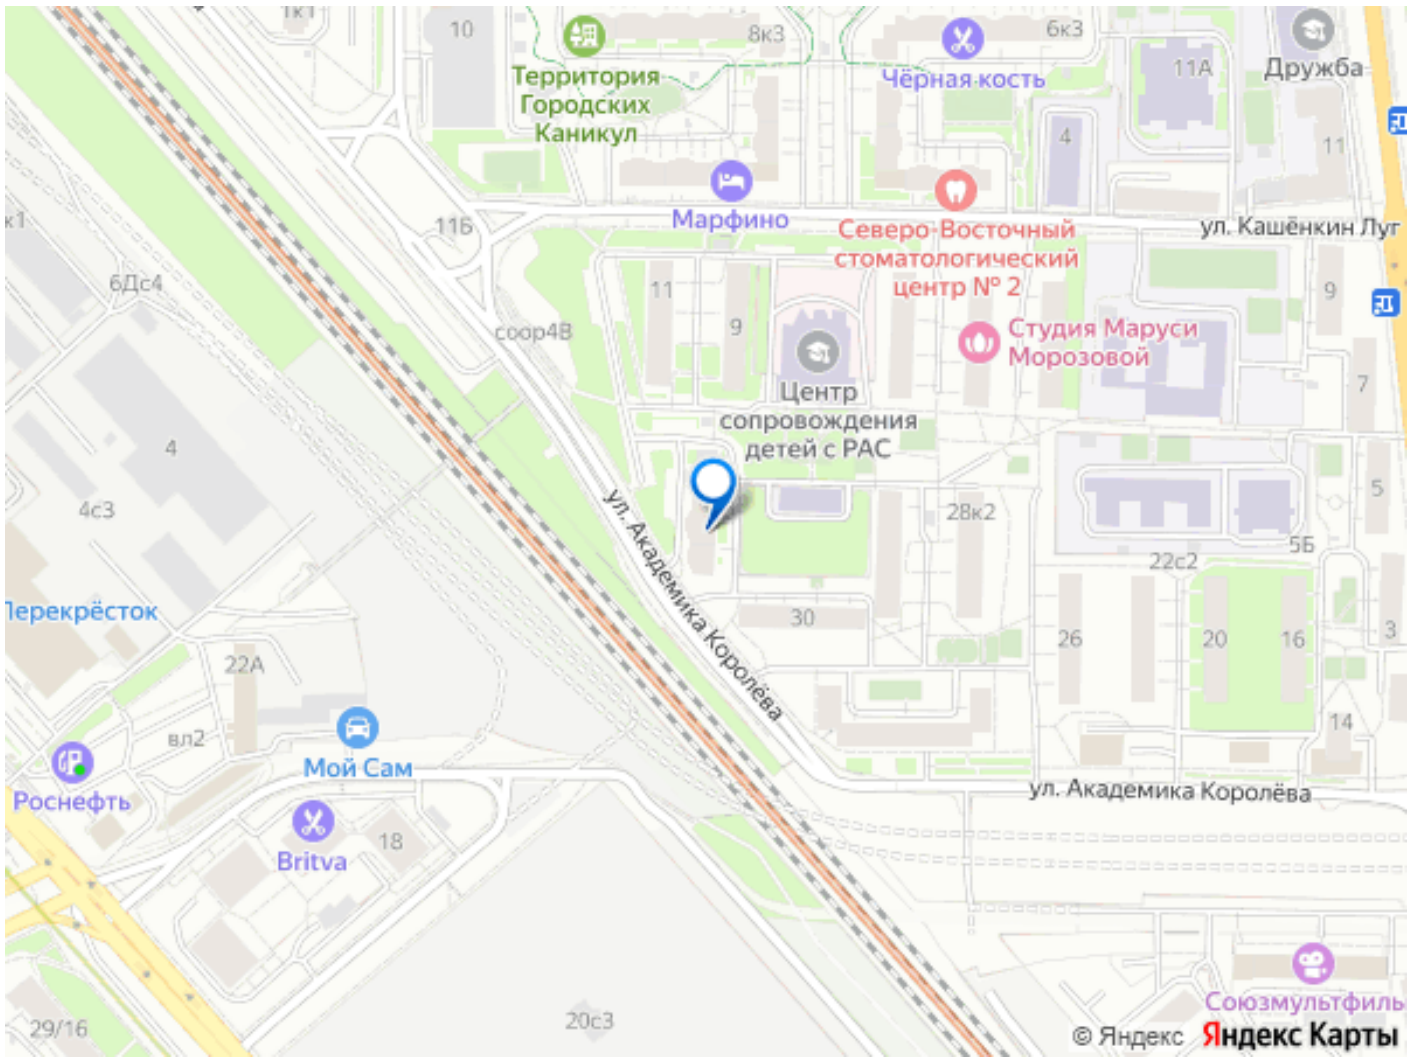 1к1
10
8к3
6к3
Территория
Городских
Каникул
Чёрная кость
11А
Дружба
4
11
Марфино
Северо-Восточный
стоматологический
центр № 2
ул. Кашёнкин Луг
11Б
к1
6Дс4
соор4В
11
9
9
Студия Маруси
Морозовой
7
Центр
сопровождения
детей с РАС
4
4с3
28к2
5
5Б
22с2
ул. Академика Королёва
Перекрёсток
30
26
20
16
3
22А
14
вл2
Мой Сам
Роснефть
ул. Академика Королёва
Britva
18
Союзмультфиль
20с3
29/16
© Яндекс Яндекс Карты